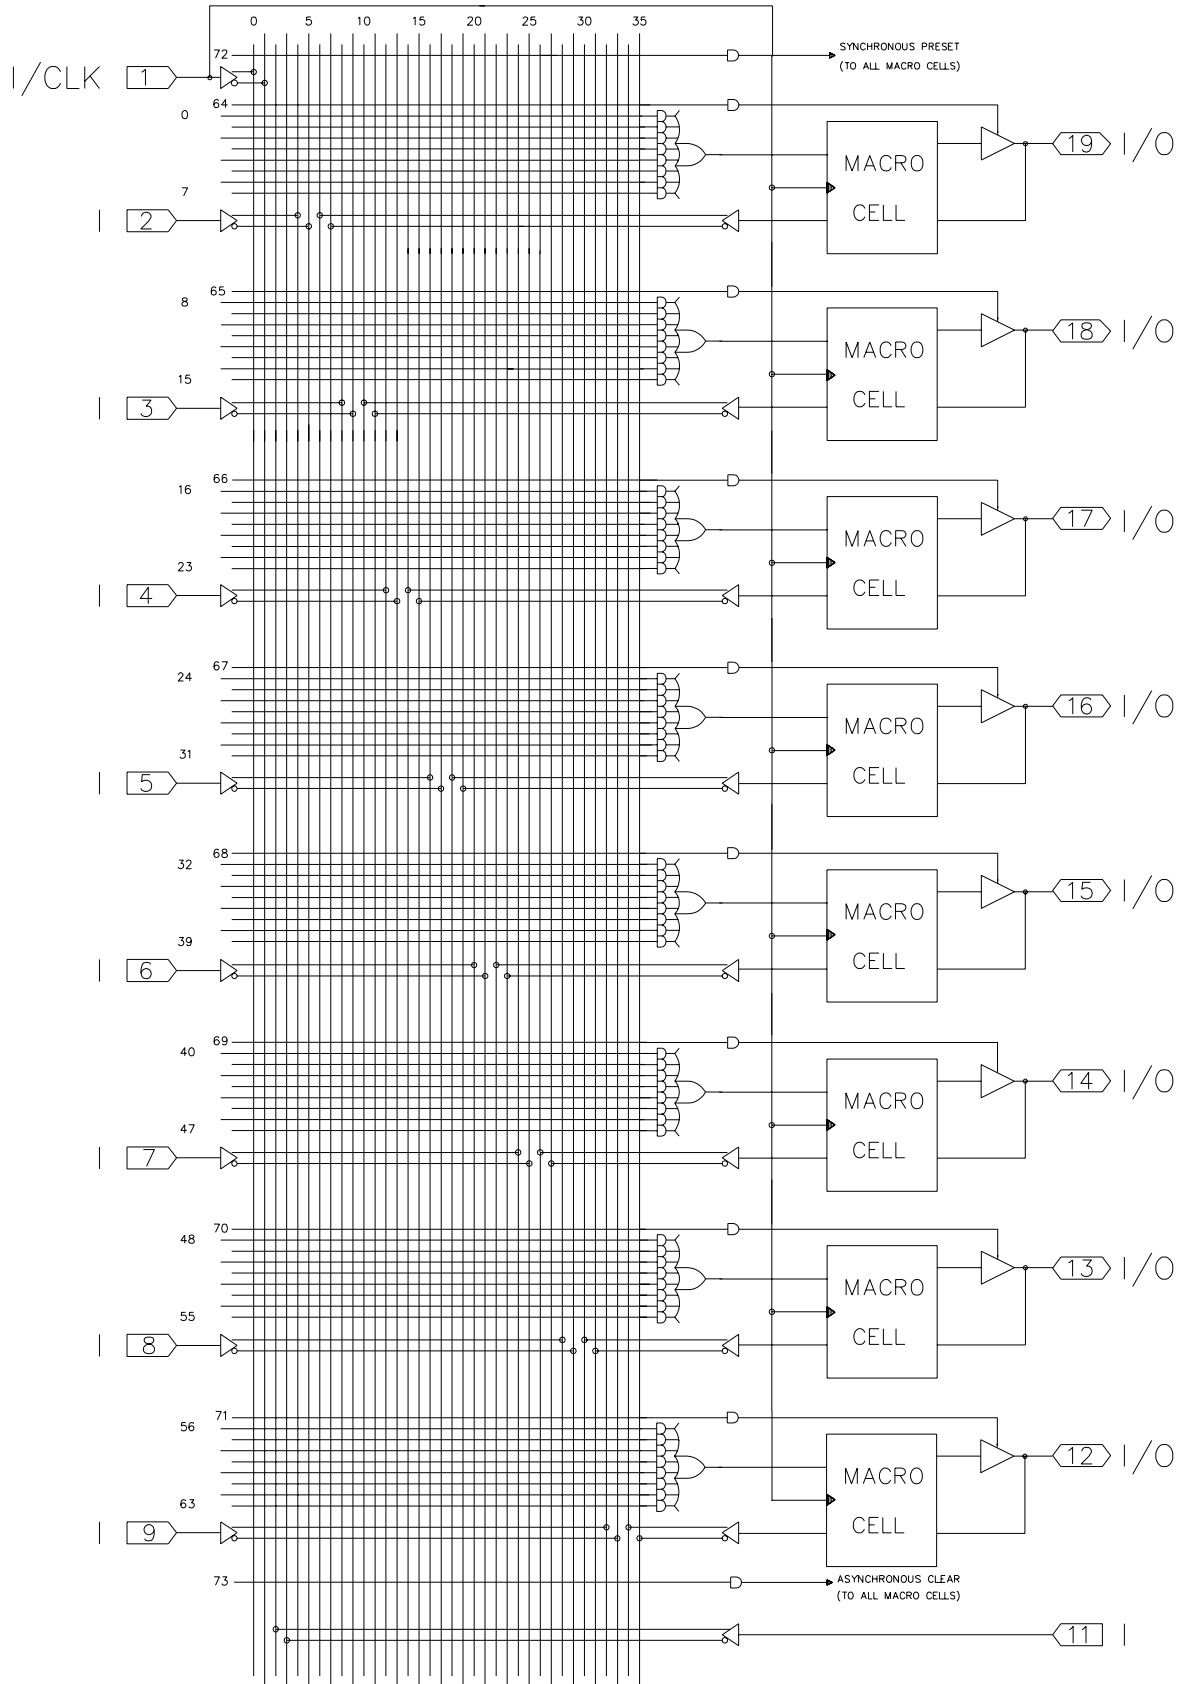 0 5 10 15 20 25 30 35
72
SYNCHRONOUS PRESET
(TO ALL MACRO CELLS)
I/CLK 1
64
0
19 I/O
MACRO
CELL
7
I 2
65
8
18 I/O
MACRO
CELL
15
I 3
66
16
17 I/O
MACRO
CELL
23
I 4
67
24
16 I/O
MACRO
CELL
31
I 5
68
32
15 I/O
MACRO
CELL
39
I 6
69
40
14 I/O
MACRO
CELL
47
I 7
70
48
13 I/O
MACRO
CELL
55
I 8
71
56
12 I/O
MACRO
CELL
63
I 9
73
ASYNCHRONOUS CLEAR
(TO ALL MACRO CELLS)
11 I